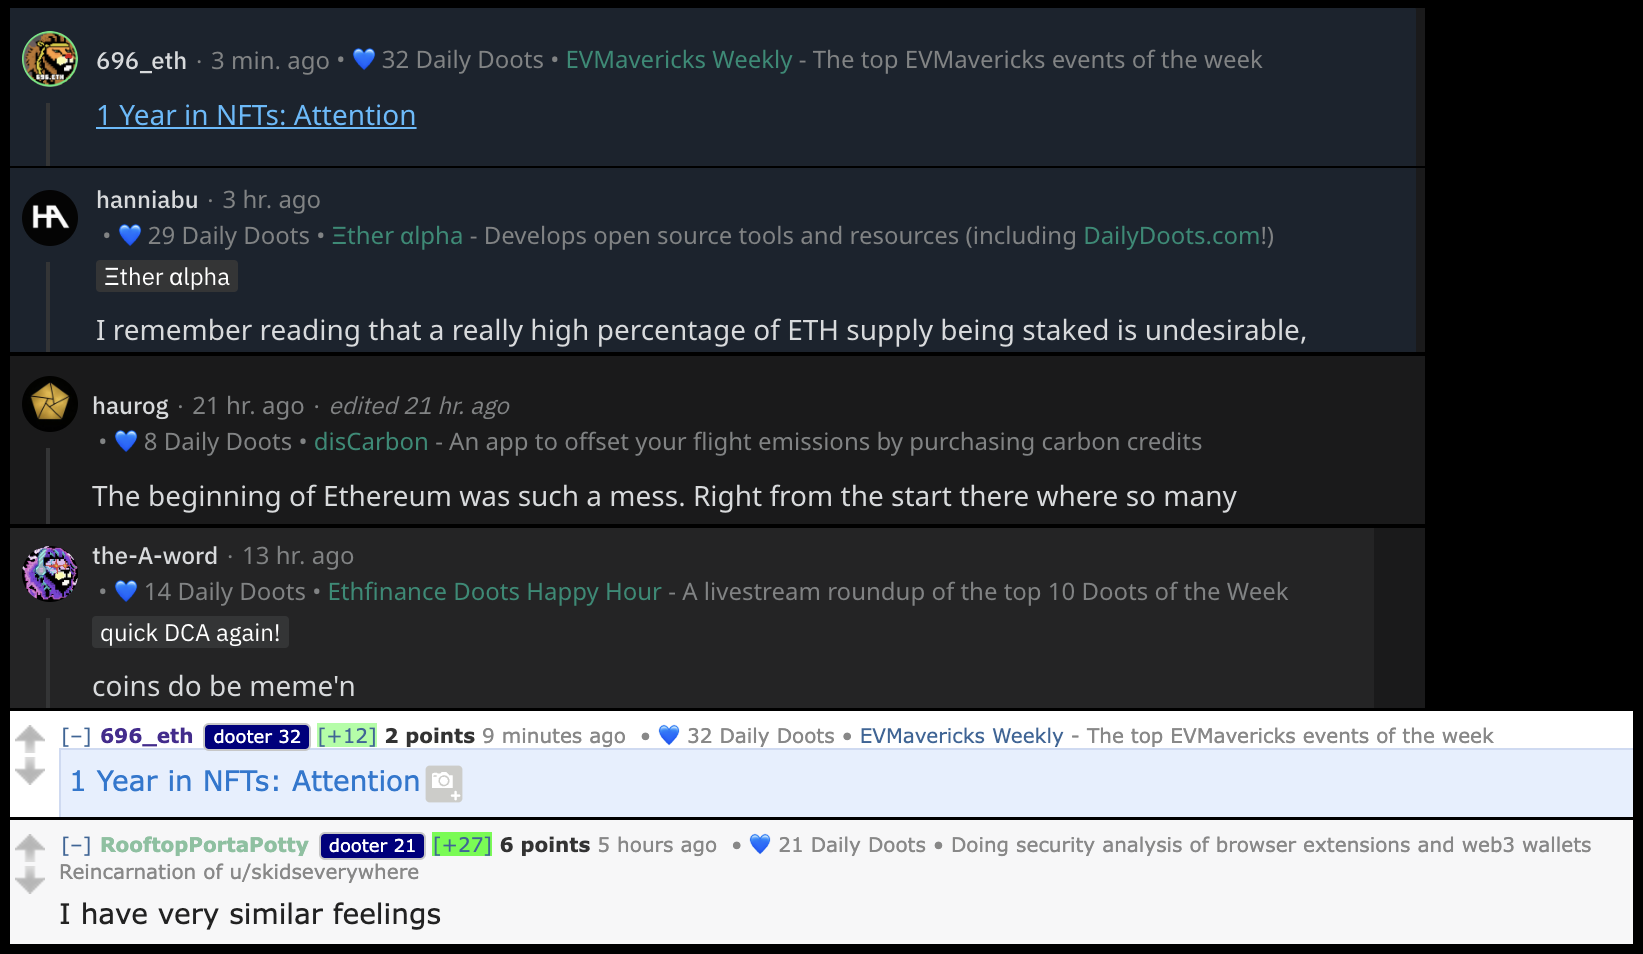 696_eth · 3 min. ago • 💙 32 Daily Doots • EVMavericks Weekly - The top EVMavericks events of the week
696.ETH
1 Year in NFTs: Attention
HA
hanniabu · 3 hr. ago
• 💙 29 Daily Doots • Ξther αlpha - Develops open source tools and resources (including DailyDoots.com!)
Ξther αlpha
I remember reading that a really high percentage of ETH supply being staked is undesirable,
haurog · 21 hr. ago · edited 21 hr. ago
• 💙 8 Daily Doots • disCarbon - An app to offset your flight emissions by purchasing carbon credits
The beginning of Ethereum was such a mess. Right from the start there where so many
the-A-word · 13 hr. ago
• 💙 14 Daily Doots • Ethfinance Doots Happy Hour - A livestream roundup of the top 10 Doots of the Week
quick DCA again!
coins do be meme'n
[−] 696_eth dooter 32 [+12] 2 points 9 minutes ago • 💙 32 Daily Doots • EVMavericks Weekly - The top EVMavericks events of the week
1 Year in NFTs: Attention
[−] RooftopPortaPotty dooter 21 [+27] 6 points 5 hours ago • 💙 21 Daily Doots • Doing security analysis of browser extensions and web3 wallets
Reincarnation of u/skidseverywhere
I have very similar feelings